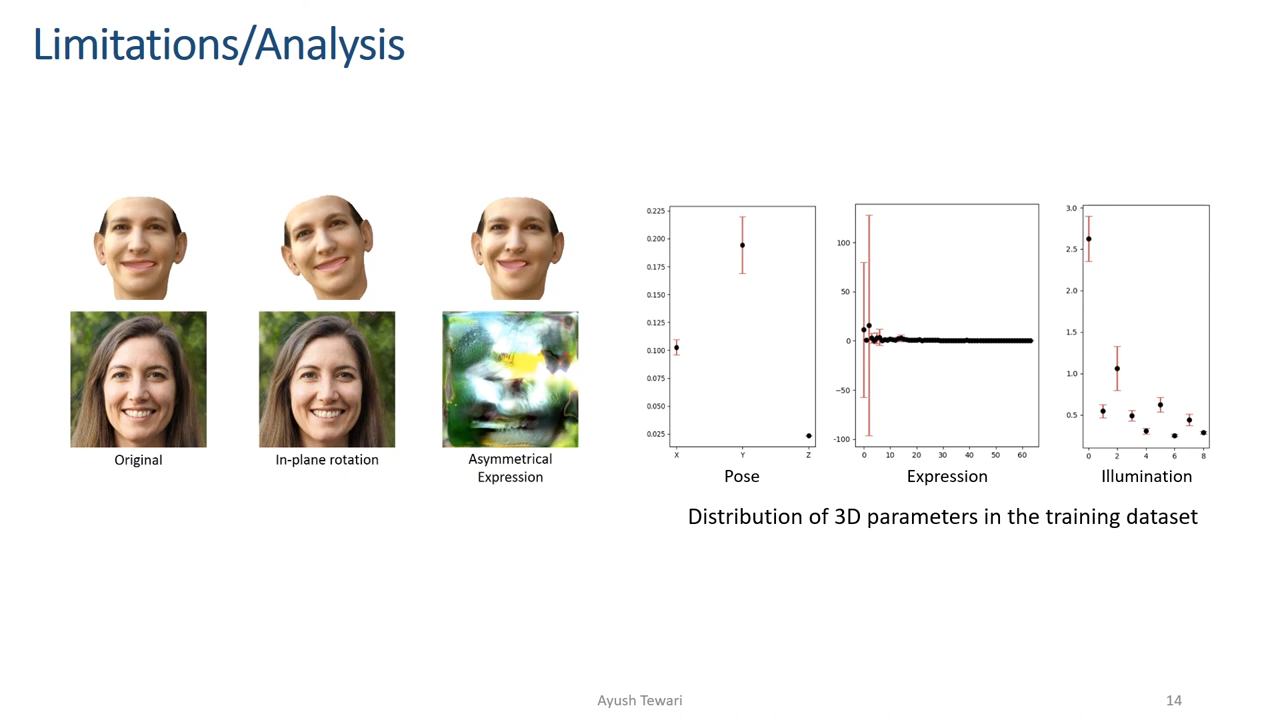 Limitations/Analysis
Original
In-plane rotation
Asymmetrical
Expression
0.225
0.200
0.175
0.150
0.125
0.100
0.075
0.050
0.025
X Y Z
Pose
100
50
0
−50
−100
0 10 20 30 40 50 60
Expression
3.0
2.5
2.0
1.5
1.0
0.5
0 2 4 6 8
Illumination
Distribution of 3D parameters in the training dataset
Ayush Tewari
14